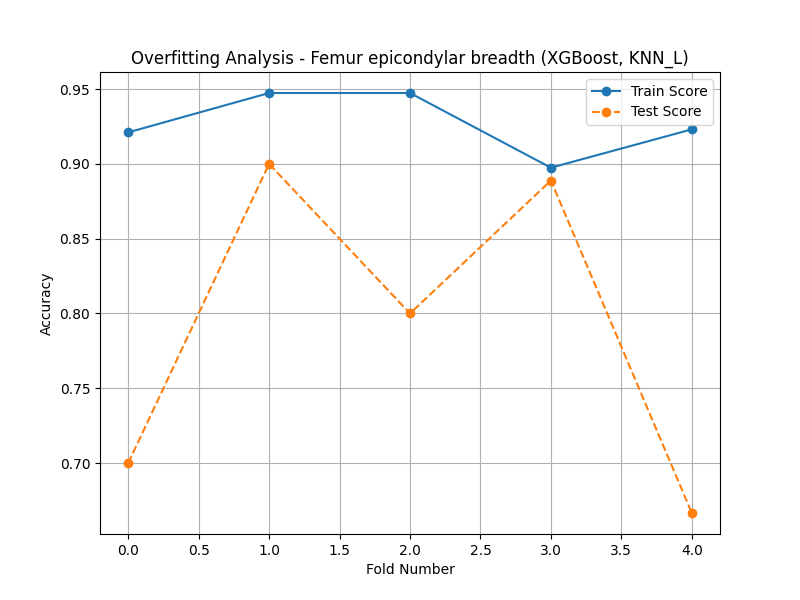 Overfitting Analysis - Femur epicondylar breadth (XGBoost, KNN_L)
Train Score
Test Score
0.95
0.90
0.85
0.80
0.75
0.70
Accuracy
0.0 0.5 1.0 1.5 2.0 2.5 3.0 3.5 4.0
Fold Number